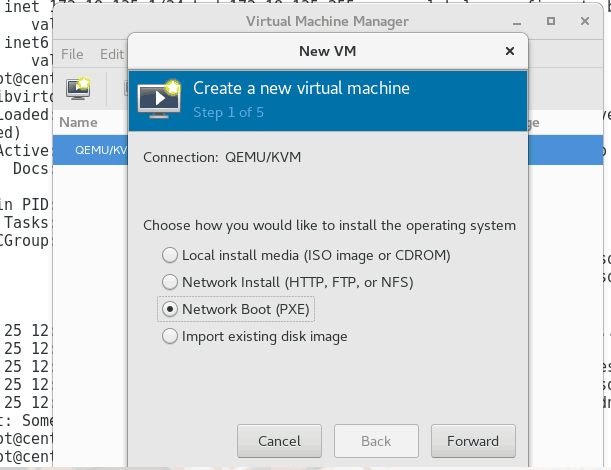 inet
Virtual Machine Manager
val
New VM
inet6
File
Edit
val
ot@cent
Create a new virtual machine
Step 1 of 5
ibvirt
Loaded:
Name
ed)
Active:
QEMU/KV
Docs:
Connection: QEMU/KVM
in PID:
Tasks:
Choose how you would like to install the operating system
CGroup:
Local install media (ISO image or CDROM)
Network Install (HTTP, FTP, or NFS)
Network Boot (PXE)
25 12:
Import existing disk image
25 12:
25 12:
25 12:
25 12:
t: Some
ot@cent
Cancel
Back
Forward
ot@cent